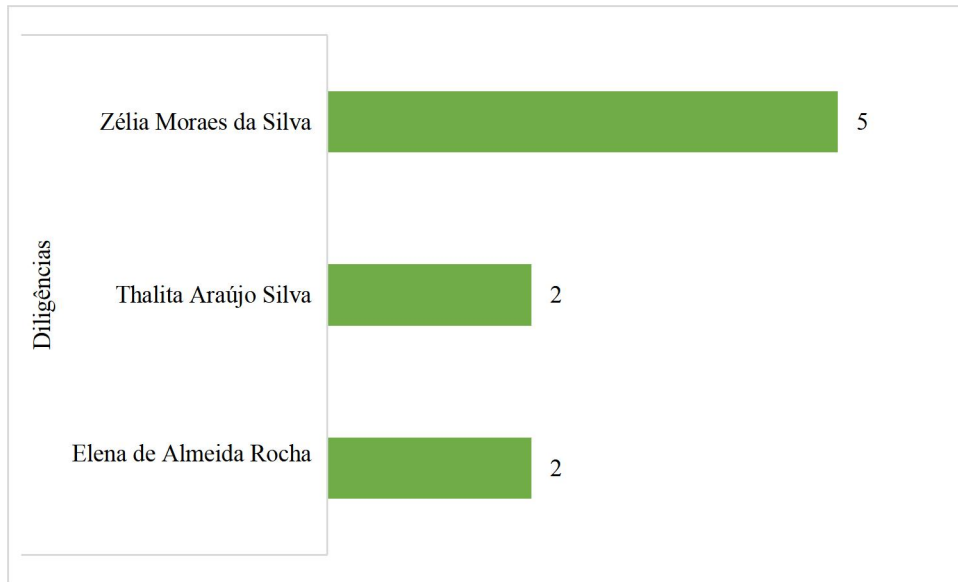 Diligências
Zélia Moraes da Silva 5
Thalita Araújo Silva 2
Elena de Almeida Rocha 2